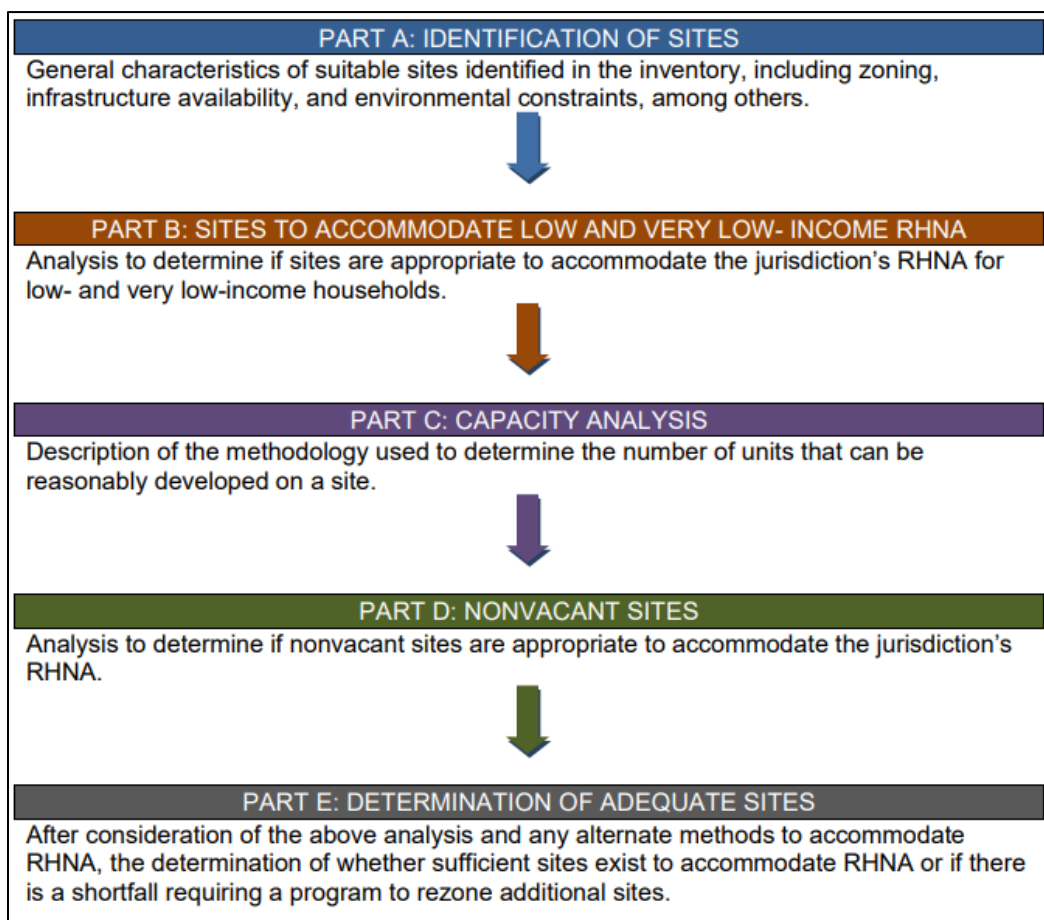 PART A: IDENTIFICATION OF SITES
General characteristics of suitable sites identified in the inventory, including zoning,
infrastructure availability, and environmental constraints, among others.
PART B: SITES TO ACCOMMODATE LOW AND VERY LOW- INCOME RHNA
Analysis to determine if sites are appropriate to accommodate the jurisdiction's RHNA for
low- and very low-income households.
PART C: CAPACITY ANALYSIS
Description of the methodology used to determine the number of units that can be
reasonably developed on a site.
PART D: NONVACANT SITES
Analysis to determine if nonvacant sites are appropriate to accommodate the jurisdiction's
RHNA.
PART E: DETERMINATION OF ADEQUATE SITES
After consideration of the above analysis and any alternate methods to accommodate
RHNA, the determination of whether sufficient sites exist to accommodate RHNA or if there
is a shortfall requiring a program to rezone additional sites.